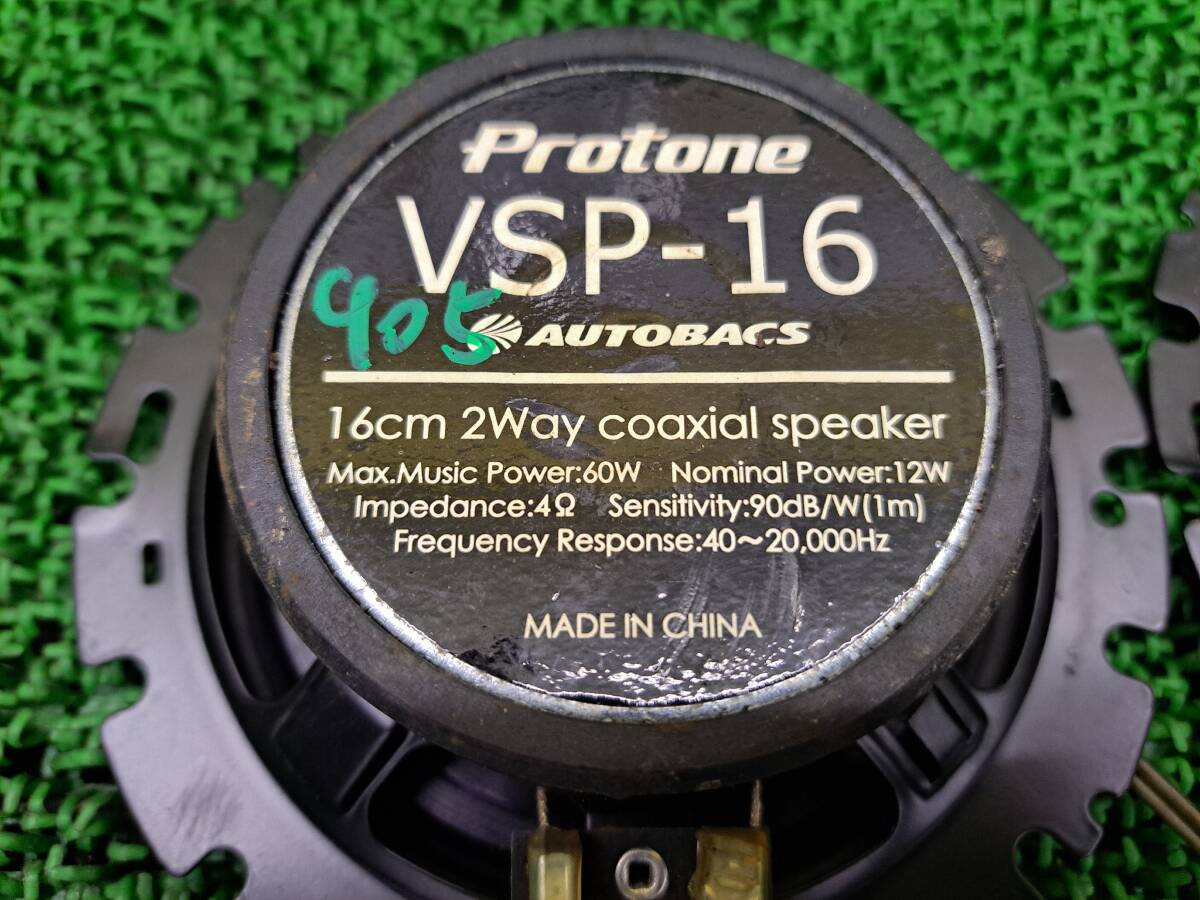 Protone
VSP-16
905
AUTOBACS
16cm 2Way coaxial speaker
Max.Music Power:60W Nominal Power:12W
Impedance:4Ω Sensitivity:90dB/W(1m)
Frequency Response:40〜20,000Hz
MADE IN CHINA